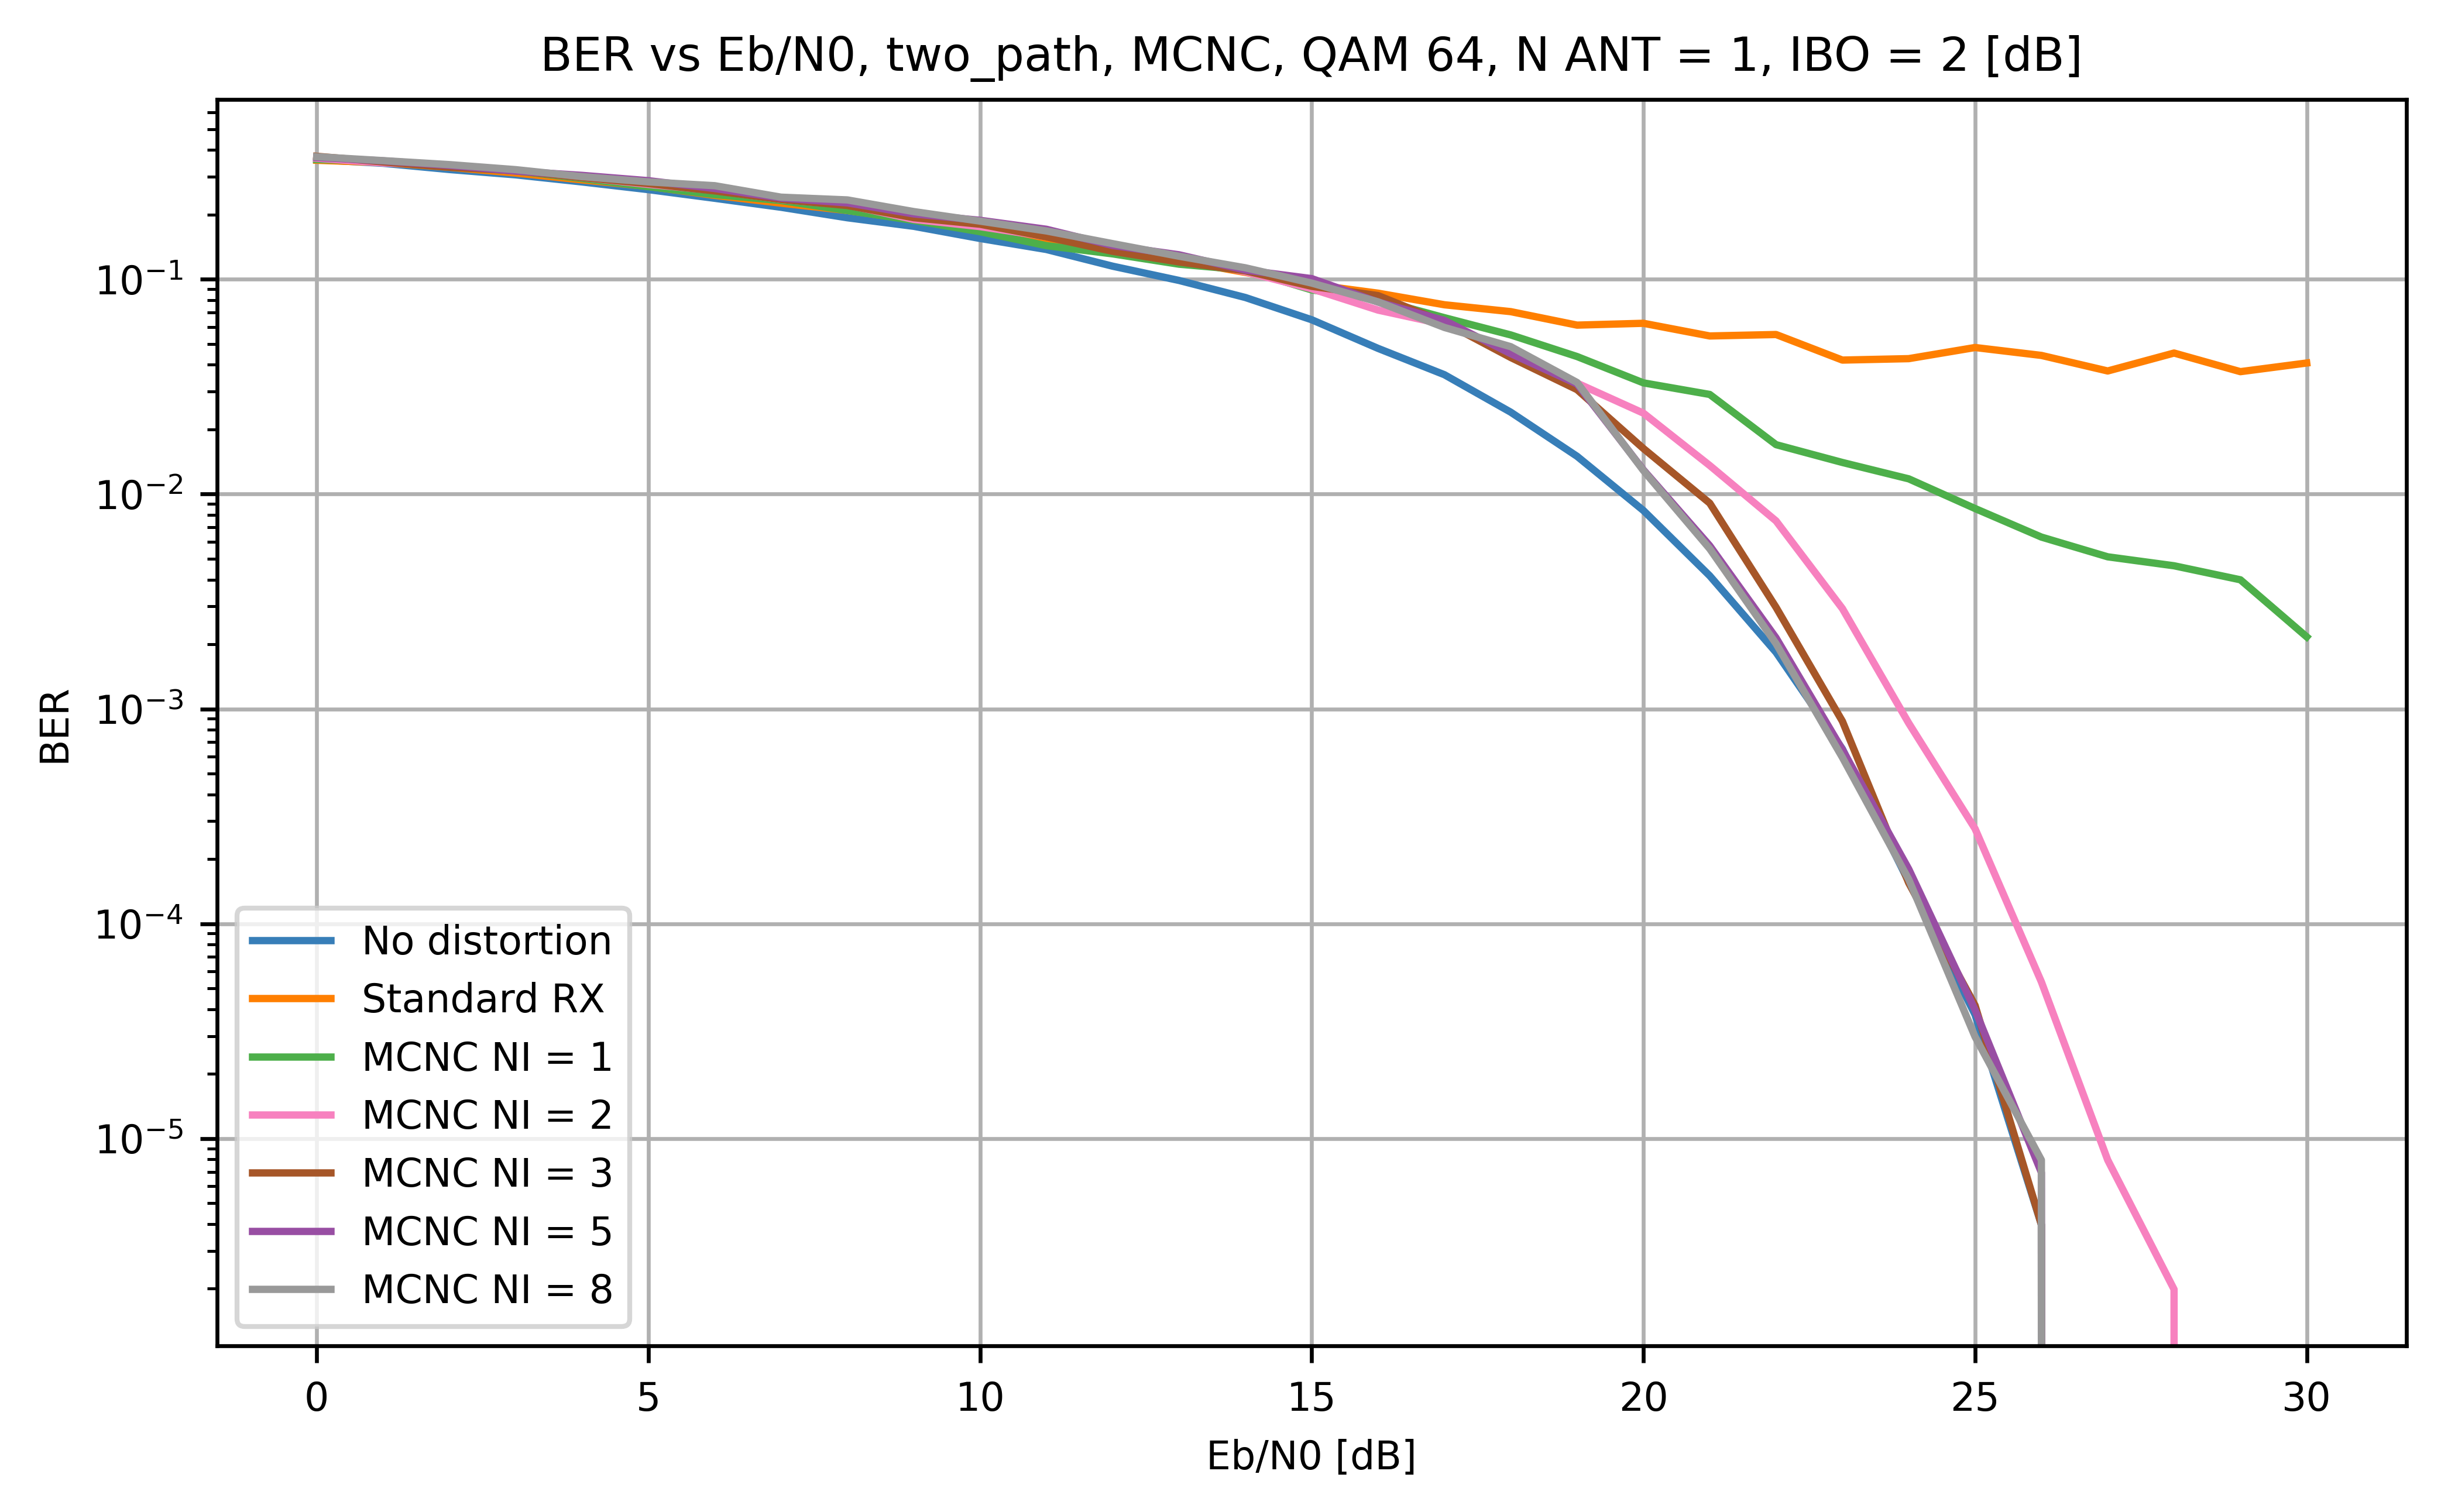 BER vs Eb/N0, two_path, MCNC, QAM 64, N ANT = 1, IBO = 2 [dB]
BER
10⁻¹
10⁻²
10⁻³
10⁻⁴
10⁻⁵
No distortion
Standard RX
MCNC NI = 1
MCNC NI = 2
MCNC NI = 3
MCNC NI = 5
MCNC NI = 8
0 5 10 15 20 25 30
Eb/N0 [dB]